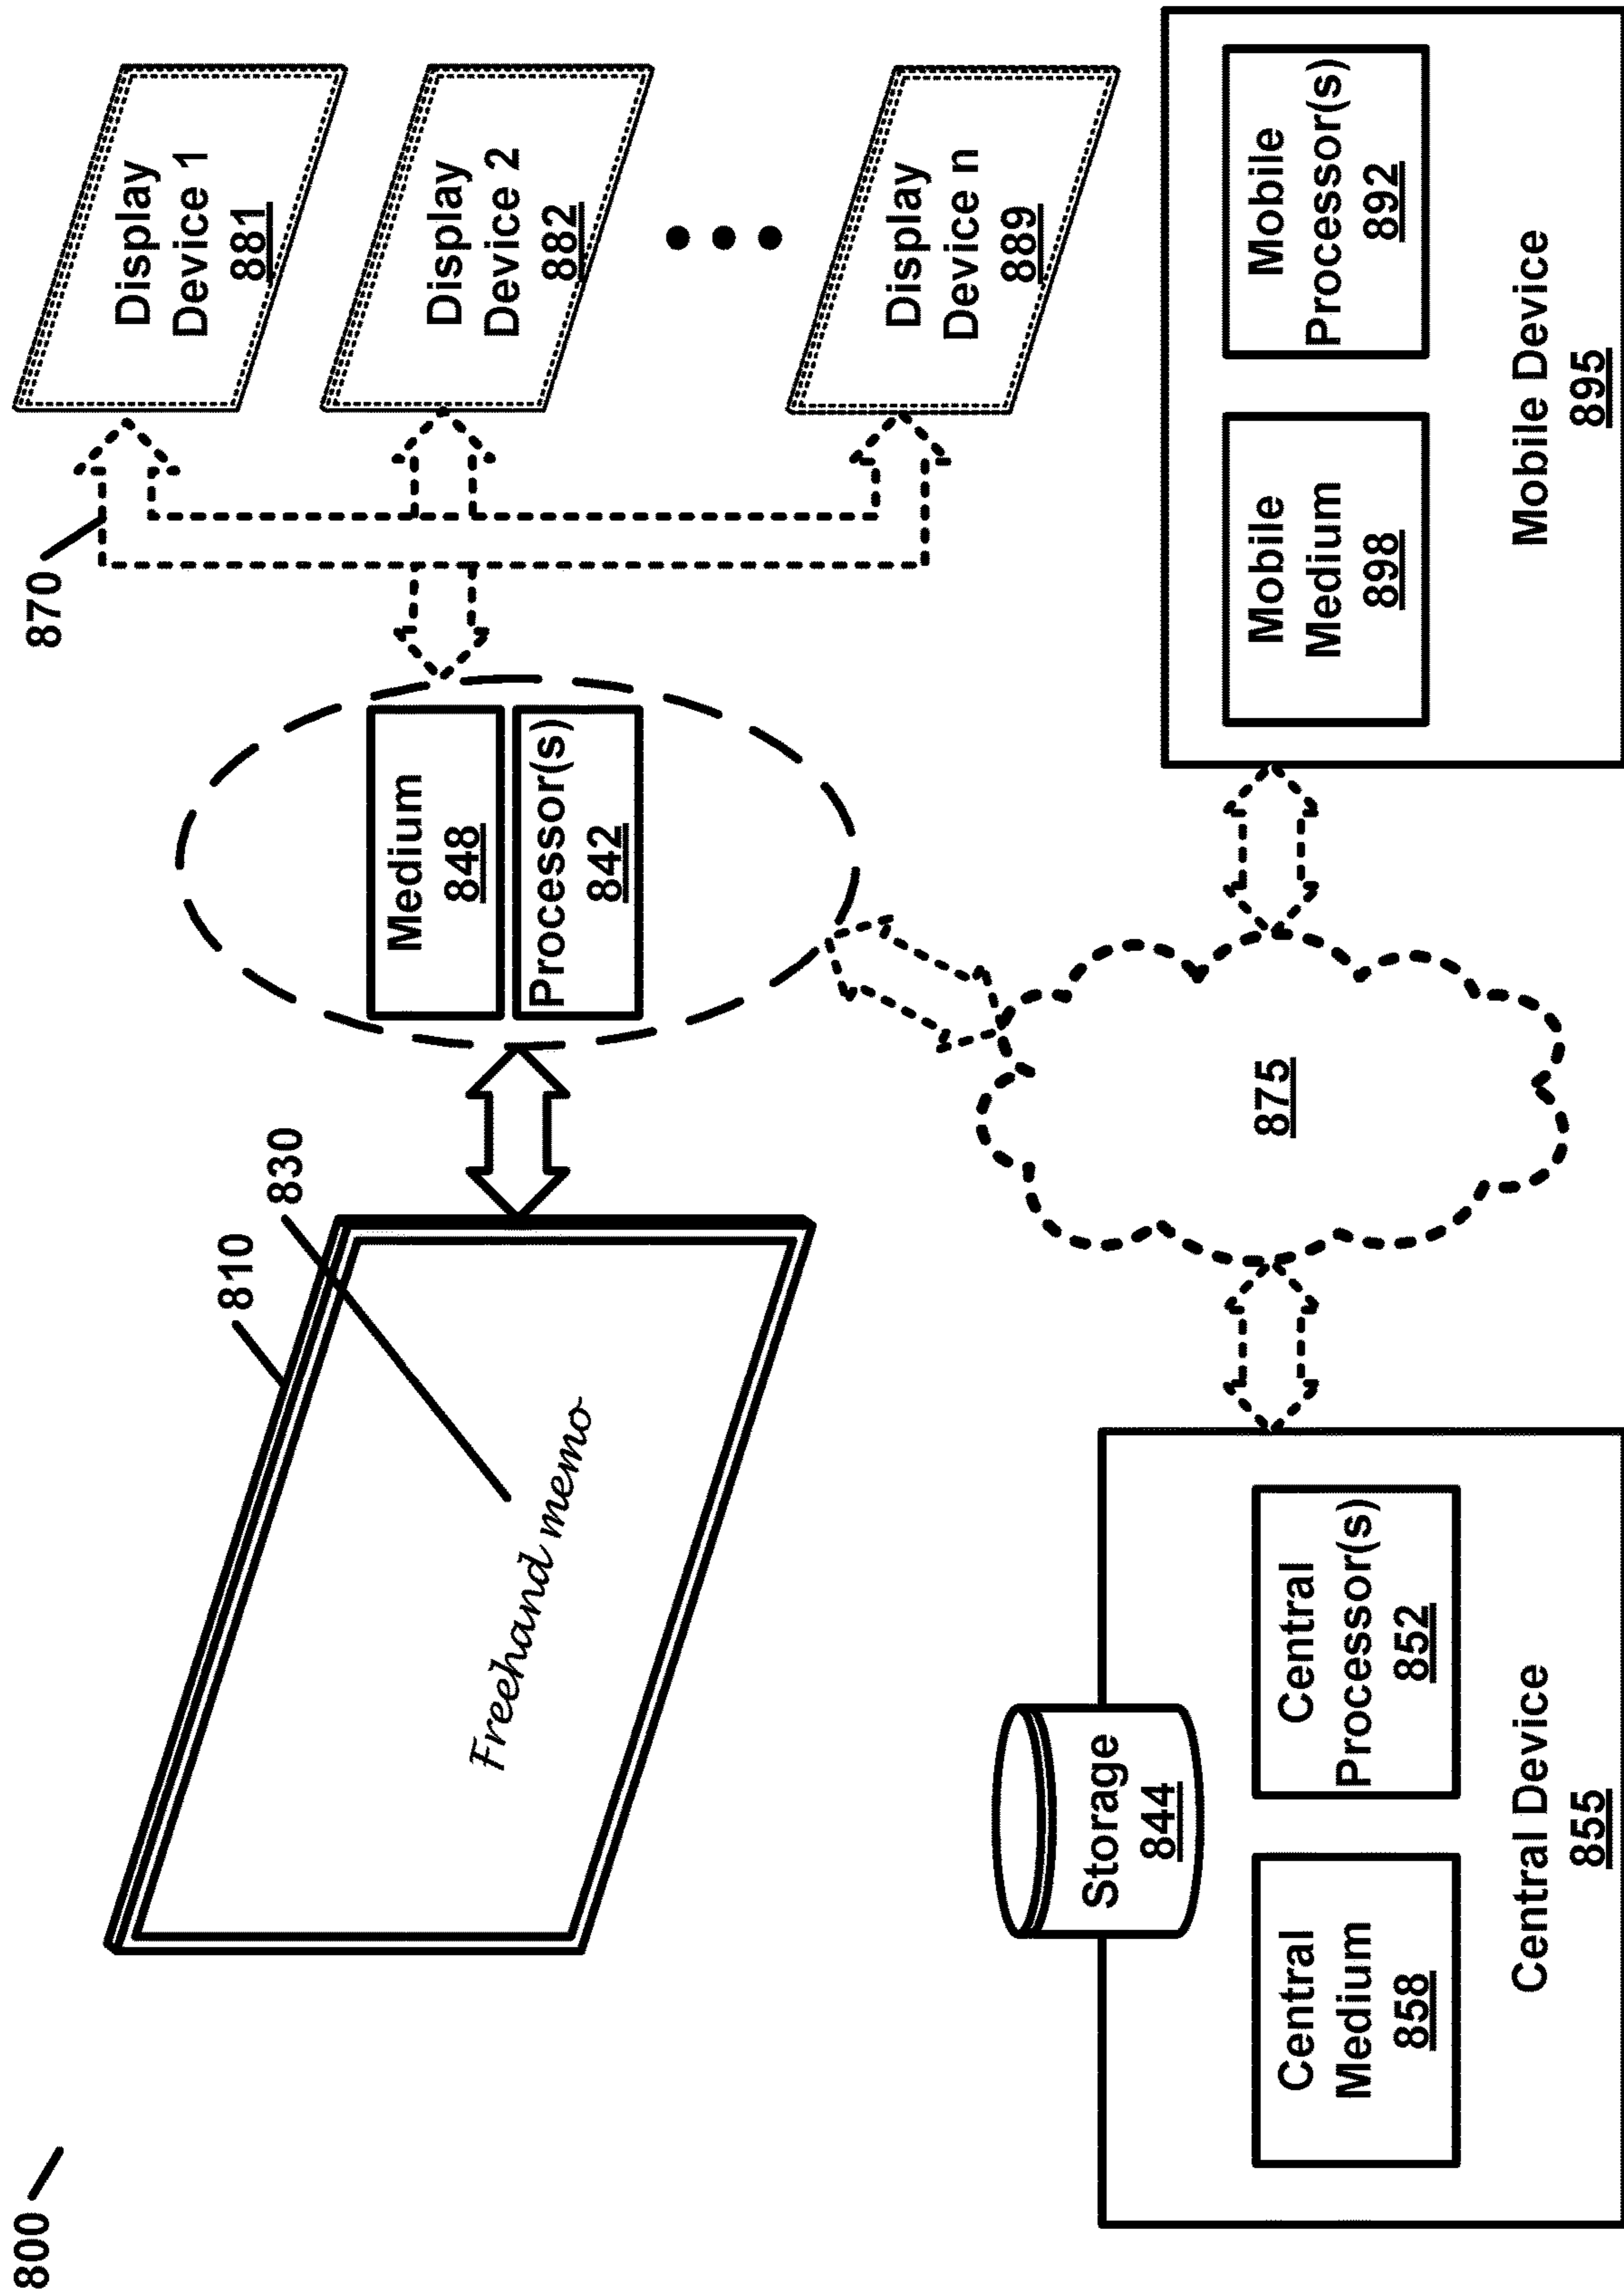 800
810
830
Freehand memo
Medium
848
Processor(s)
842
870
Display
Device 1
881
Display
Device 2
882
Display
Device n
889
Storage
844
Central
Medium
858
Central
Processor(s)
852
Central Device
855
875
Mobile
Medium
898
Mobile
Processor(s)
892
Mobile Device
895